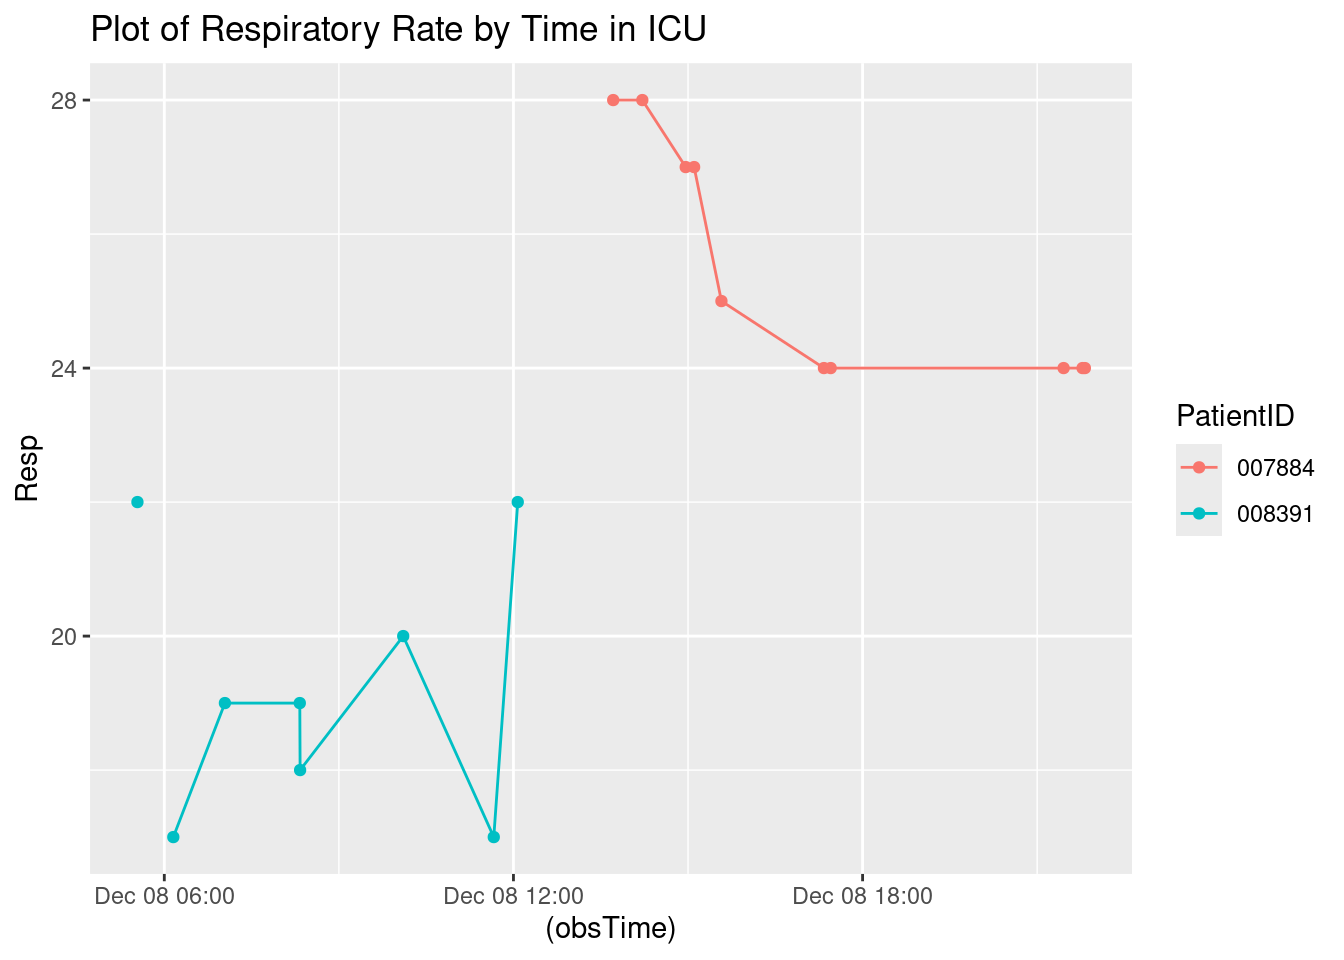 Plot of Respiratory Rate by Time in ICU
28
24
20
Resp
Dec 08 06:00
Dec 08 12:00
Dec 08 18:00
(obsTime)
PatientID
007884
008391